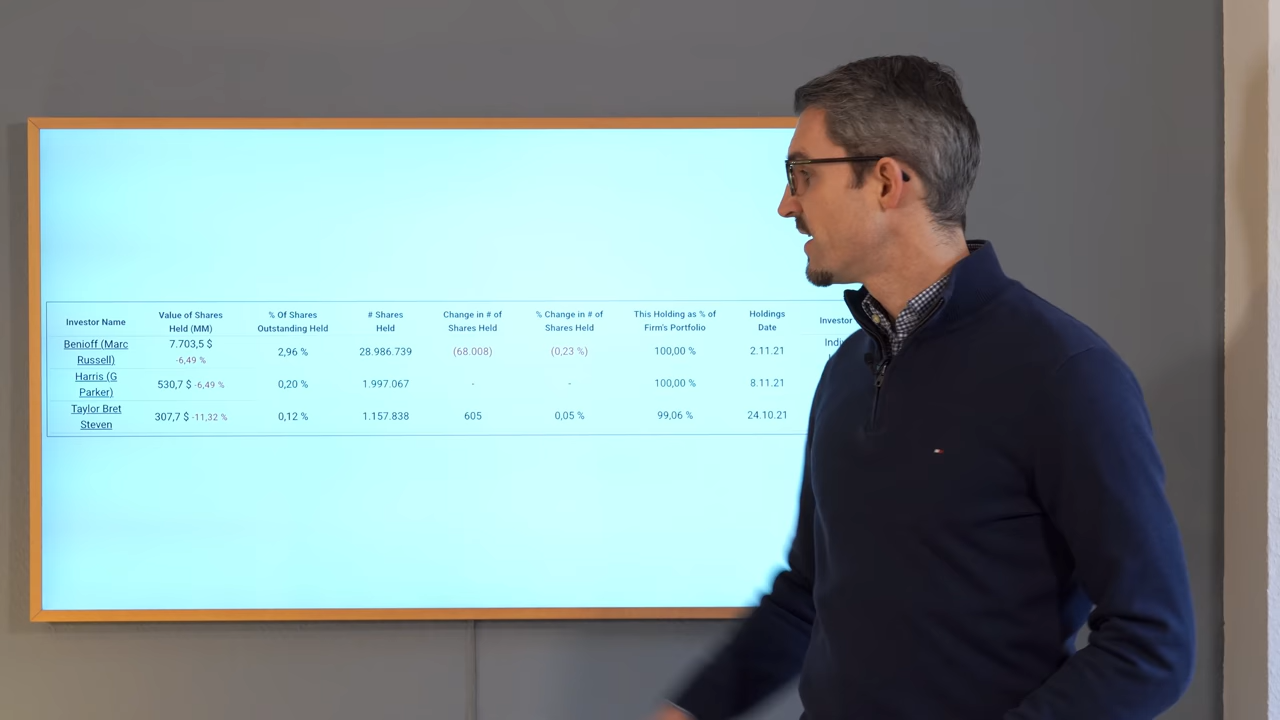 Investor Name Value of Shares Held (MM) % Of Shares Outstanding Held # Shares Held Change in # of Shares Held % Change in # of Shares Held This Holding as % of Firm's Portfolio Holdings Date Investor
Benioff (Marc Russell) 7.703,5 $ -6,49 % 2,96 % 28.986.739 (68.008) (0,23 %) 100,00 % 2.11.21
Harris (G Parker) 530,7 $ -6,49 % 0,20 % 1.997.067 - - 100,00 % 8.11.21
Taylor Bret Steven 307,7 $ -11,32 % 0,12 % 1.157.838 605 0,05 % 99,06 % 24.10.21